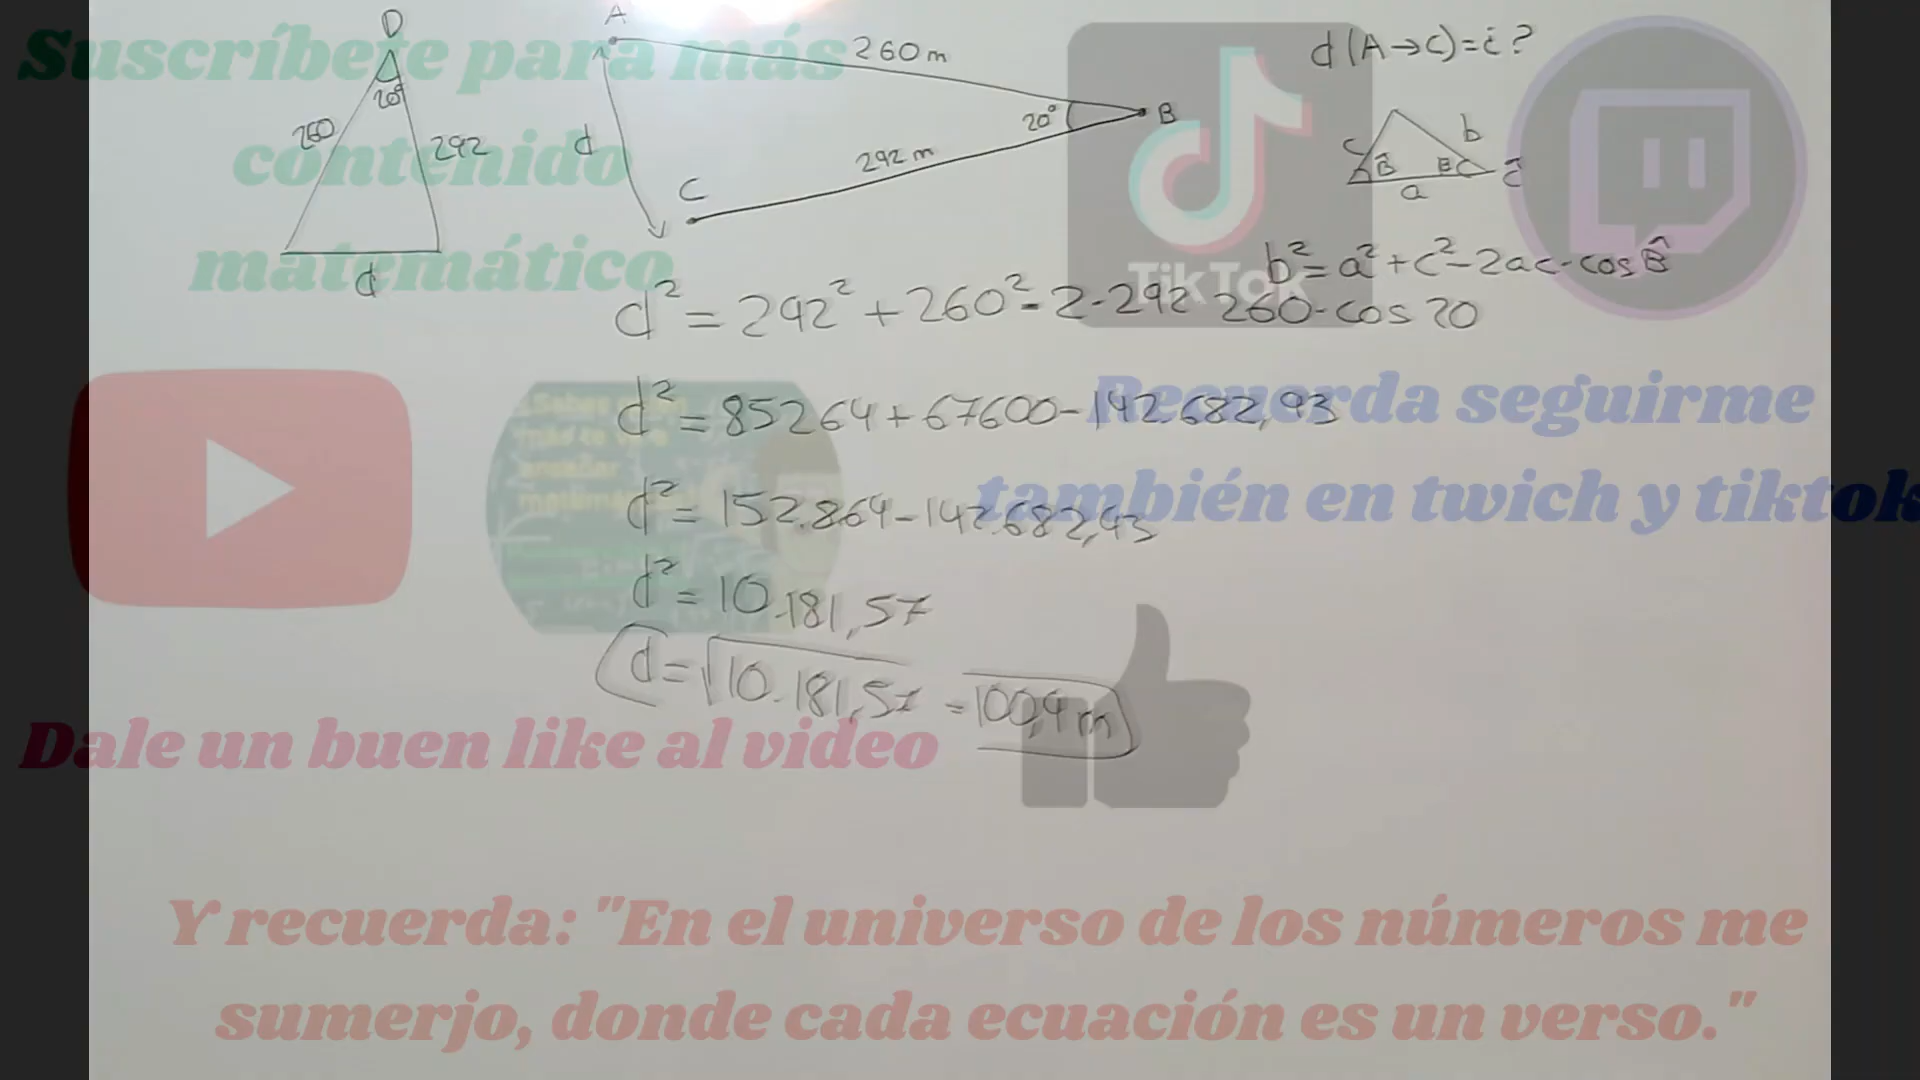 Suscríbete para más
contenido
matemático
D
20°
260
292
d
A
260 m
20°
B
292 m
C
d
d(A→C)=¿?
c
b
B̂
a
d² = 292² + 260² - 2·292·260·cos 20
b² = a² + c² - 2ac·cos B̂
TikTok
d² = 85264 + 67600 - 142.682,93
Recuerda seguirme
también en twich y tiktok
d² = 152.864 - 142.682,43
d² = 10.181,57
d = √10.181,57 = 100,9 m
Dale un buen like al video
Y recuerda: "En el universo de los números me
sumerjo, donde cada ecuación es un verso."